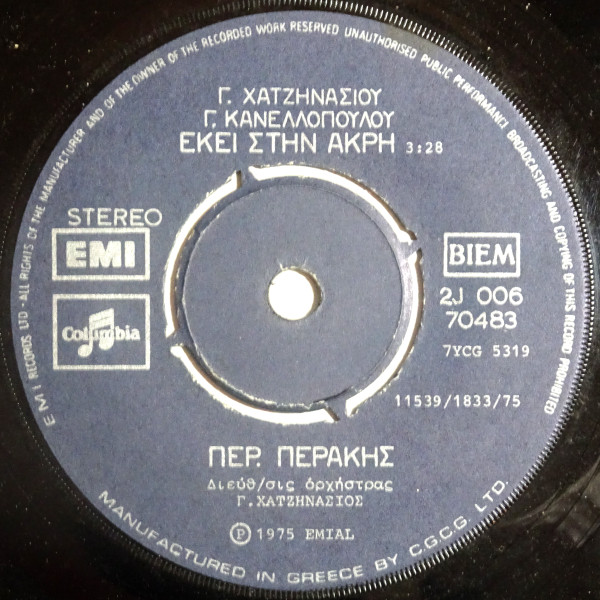 E M I RECORDS LTD·ALL RIGHTS OF THE MANUFACTURER AND OF THE OWNER OF THE RECORDED WORK RESERVED UNAUTHORISED PUBLIC PERFORMANCE BROADCASTING AND COPYING OF THIS RECORD PROHIBITED
Γ. ΧΑΤΖΗΝΑΣΙΟΥ
Γ. ΚΑΝΕΛΛΟΠΟΥΛΟΥ
ΕΚΕΙ ΣΤΗΝ ΑΚΡΗ 3:28
STEREO
EMI
Columbia
BIEM
2J 006
70483
7YCG 5319
11539/1833/75
ΠΕΡ. ΠΕΡΑΚΗΣ
Διεύθ/σις ὀρχήστρας
Γ.ΧΑΤΖΗΝΑΣΙΟΣ
Ⓟ 1975 EMIAL
MANUFACTURED IN GREECE BY C.G.C.G. LTD.